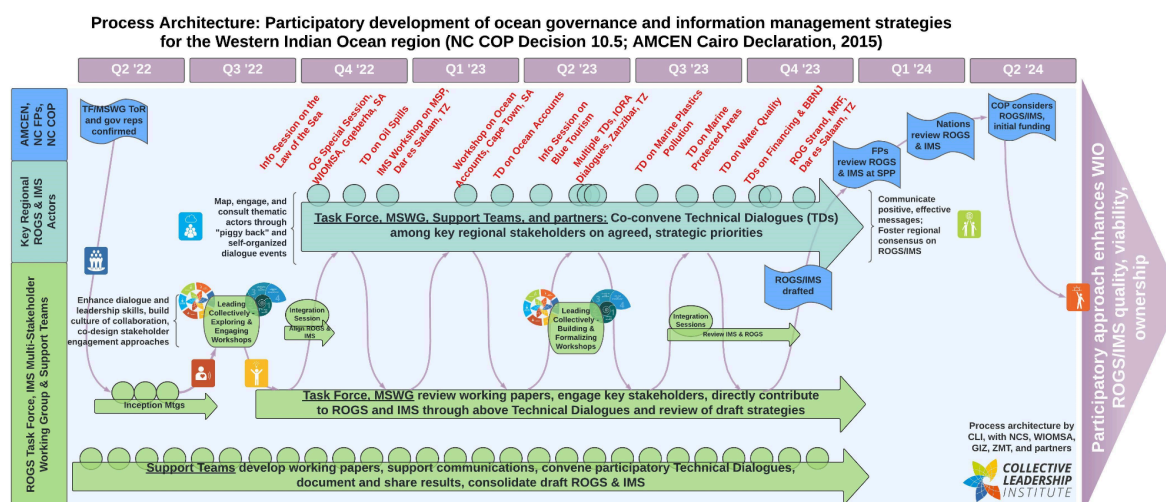 Process Architecture: Participatory development of ocean governance and information management strategies
for the Western Indian Ocean region (NC COP Decision 10.5; AMCEN Cairo Declaration, 2015)
Q2 '22
Q3 '22
Q4 '22
Q1 '23
Q2 '23
Q3 '23
Q4 '23
Q1 '24
Q2 '24
AMCEN,
NC FPs,
NC COP
TF/MSWG ToR
and gov reps
confirmed
Info Session on the
Law of the Sea
OG Special Session,
WIOMSA, Gqeberha, SA
TD on Oil Spills
IMS Workshop on MSP,
Dar es Salaam, TZ
Workshop on Ocean
Accounts, Cape Town, SA
TD on Ocean Accounts
Info Session on
Blue Tourism
Multiple TDs, IORA
Dialogues, Zanzibar, TZ
TD on Marine Plastics
Pollution
TD on Marine
Protected Areas
TD on Water Quality
TDs on Financing & BBNJ
ROG Strand, MRF,
Dar es Salaam, TZ
FPs
review ROGS
& IMS at SPP
Nations
review ROGS
& IMS
COP considers
ROGS/IMS,
initial funding
Key Regional
ROGS & IMS
Actors
Map, engage, and
consult thematic
actors through
"piggy back" and
self-organized
dialogue events
Task Force, MSWG, Support Teams, and partners: Co-convene Technical Dialogues (TDs)
among key regional stakeholders on agreed, strategic priorities
Communicate
positive, effective
messages;
Foster regional
consensus on
ROGS/IMS
ROGS/IMS
drafted
ROGS Task Force, IMS Multi-Stakeholder
Working Group & Support Teams
Enhance dialogue and
leadership skills, build
culture of collaboration,
co-design stakeholder
engagement approaches
Leading
Collectively -
Exploring &
Engaging
Workshops
Integration
Session
Align ROGS &
IMS
Leading
Collectively -
Building &
Formalizing
Workshops
Integration
Sessions
Review IMS & ROGS
Inception Mtgs
Task Force, MSWG review working papers, engage key stakeholders, directly contribute
to ROGS and IMS through above Technical Dialogues and review of draft strategies
Support Teams develop working papers, support communications, convene participatory Technical Dialogues,
document and share results, consolidate draft ROGS & IMS
Process architecture by
CLI, with NCS, WIOMSA,
GIZ, ZMT, and partners
COLLECTIVE
LEADERSHIP
INSTITUTE
Participatory approach enhances WIO
ROGS/IMS quality, viability,
ownership